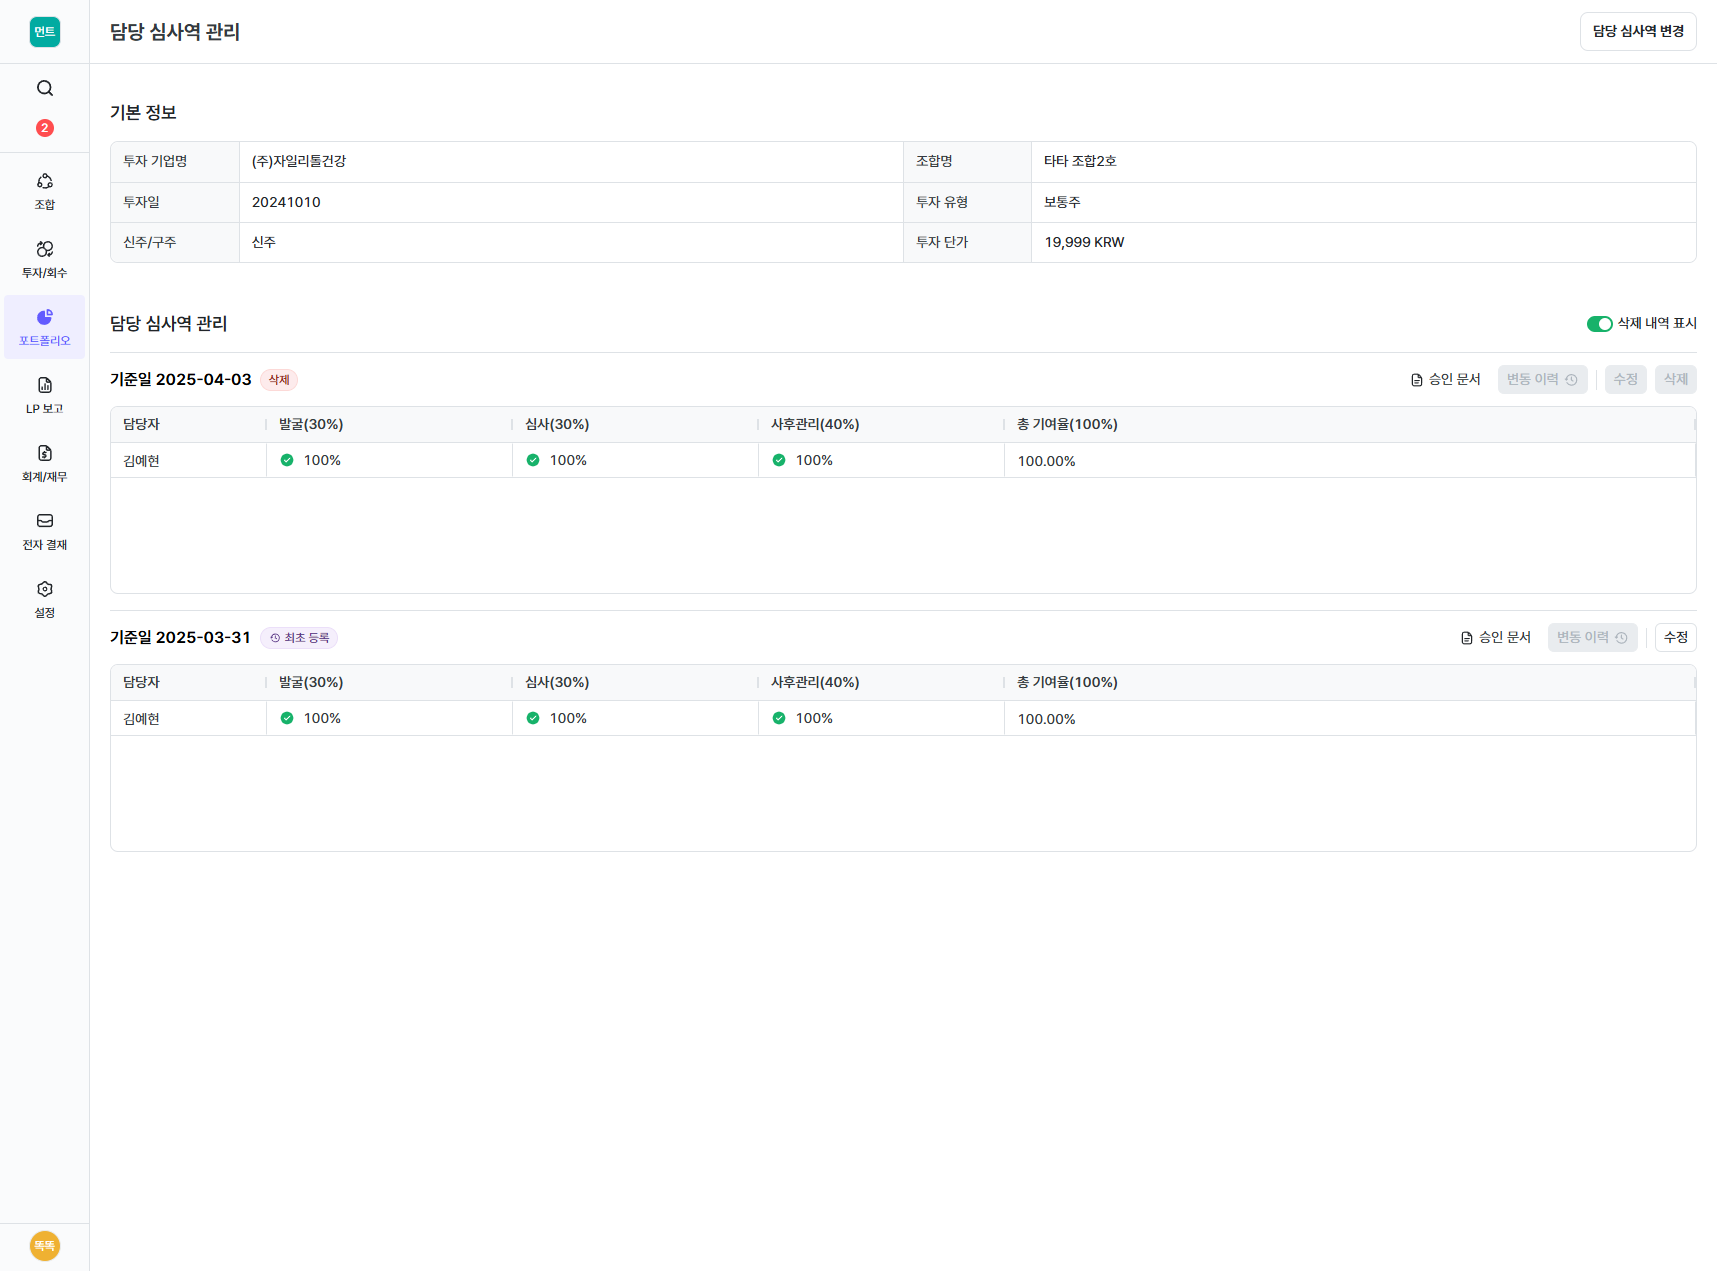 먼트
담당 심사역 관리
담당 심사역 변경
2
조합
투자/회수
포트폴리오
LP 보고
회계/재무
전자 결재
설정
똑똑
기본 정보
투자 기업명 (주)자일리톨건강 조합명 타타 조합2호
투자일 20241010 투자 유형 보통주
신주/구주 신주 투자 단가 19,999 KRW
담당 심사역 관리
삭제 내역 표시
기준일 2025-04-03 삭제
승인 문서 변동 이력 수정 삭제
담당자 발굴(30%) 심사(30%) 사후관리(40%) 총 기여율(100%)
김예현 100% 100% 100% 100.00%
기준일 2025-03-31 최초 등록
승인 문서 변동 이력 수정
담당자 발굴(30%) 심사(30%) 사후관리(40%) 총 기여율(100%)
김예현 100% 100% 100% 100.00%